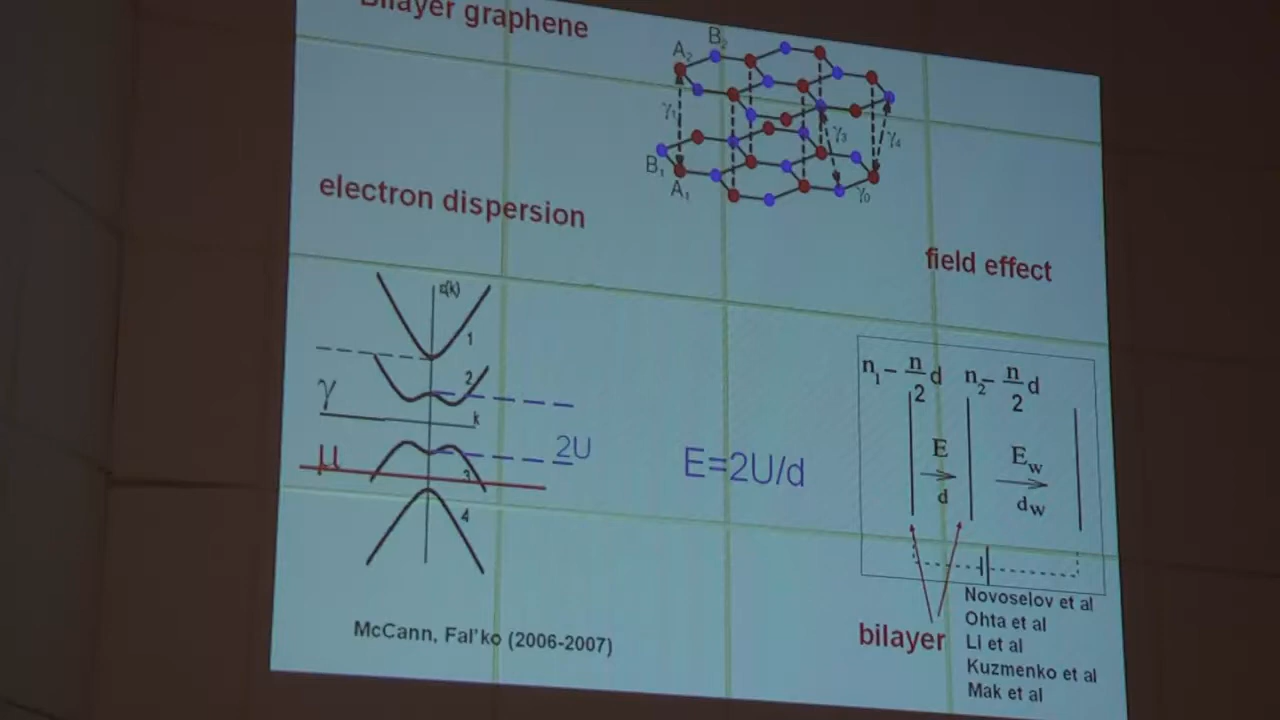 Bilayer graphene
B2
A2
γ1
γ3
γ4
B1
A1
γ0
electron dispersion
field effect
ε(k)
1
2
γ
k
μ
2U
3
4
E=2U/d
n1 – n/2 d
n2 – n/2 d
E
d
Ew
dw
bilayer
McCann, Fal'ko (2006-2007)
Novoselov et al
Ohta et al
LI et al
Kuzmenko et al
Mak et al